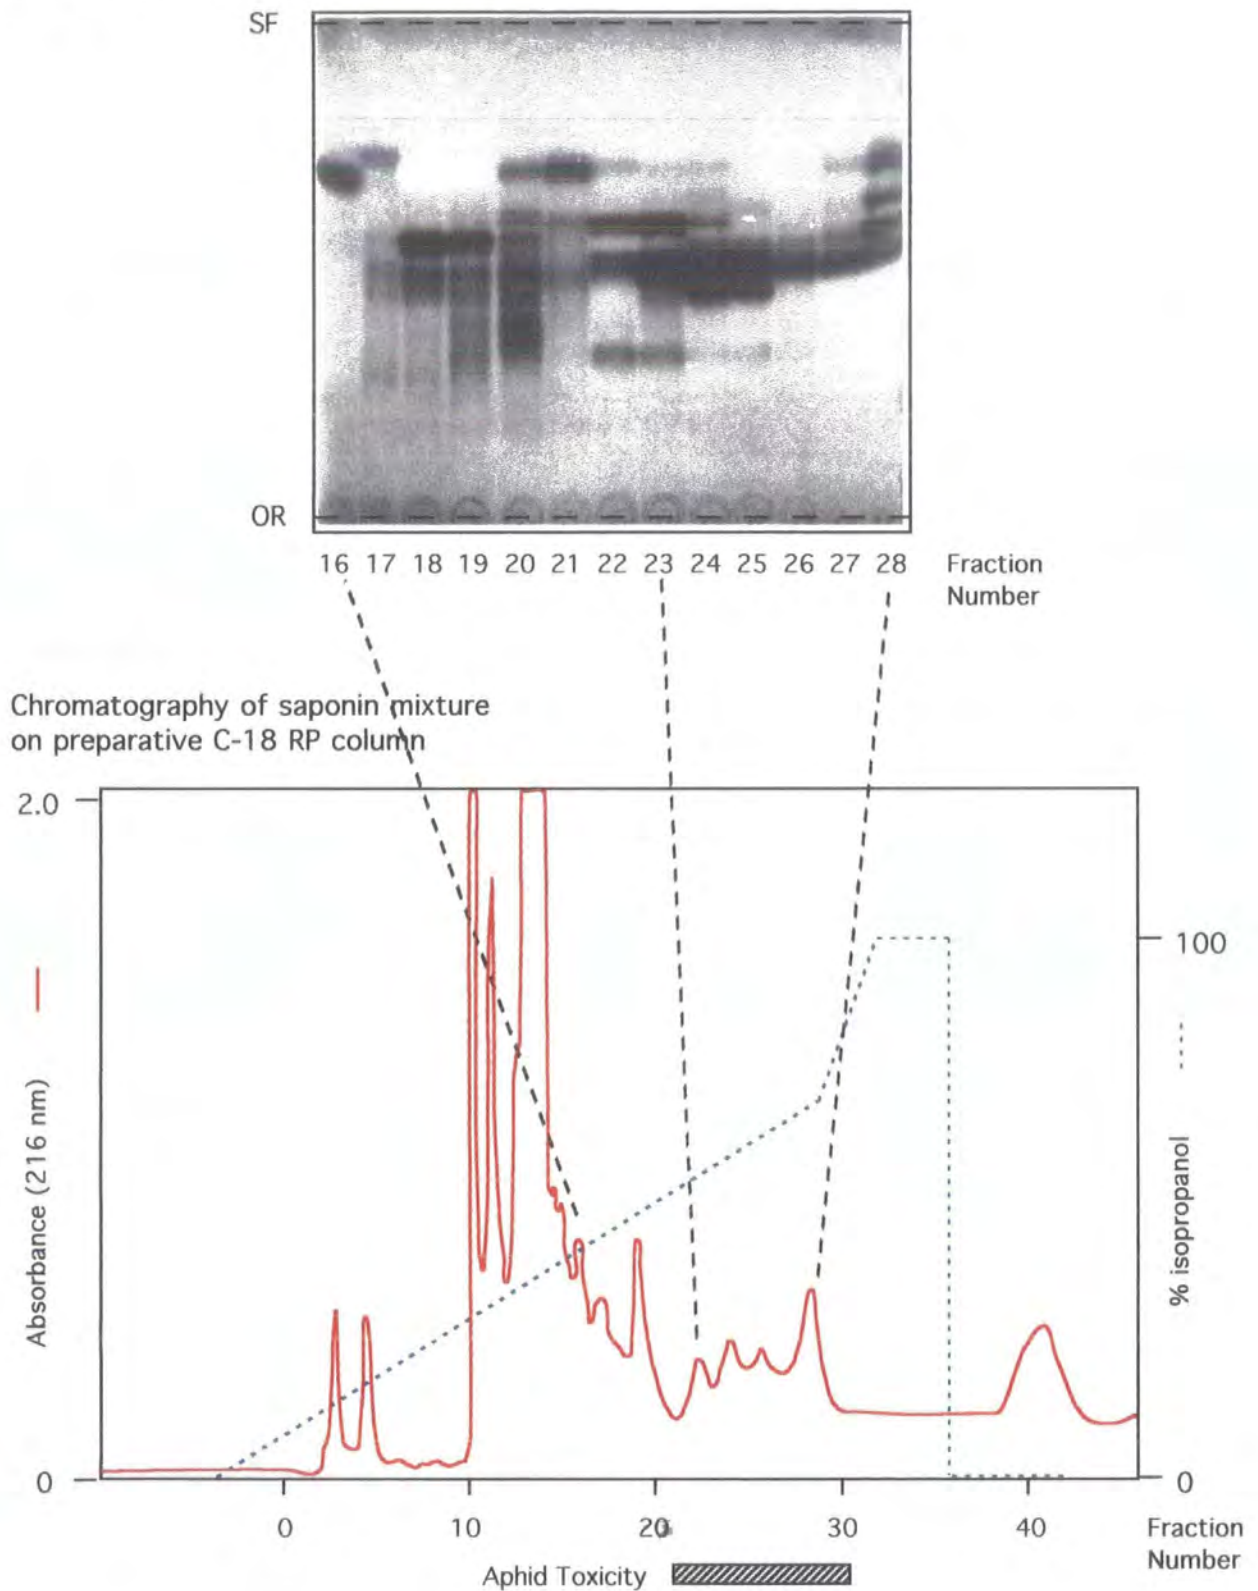 SF
OR
16 17 18 19 20 21 22 23 24 25 26 27 28
Fraction
Number
Chromatography of saponin mixture
on preparative C-18 RP column
2.0
0
Absorbance (216 nm)
100
0
% isopropanol
0 10 20 30 40
Fraction
Number
Aphid Toxicity